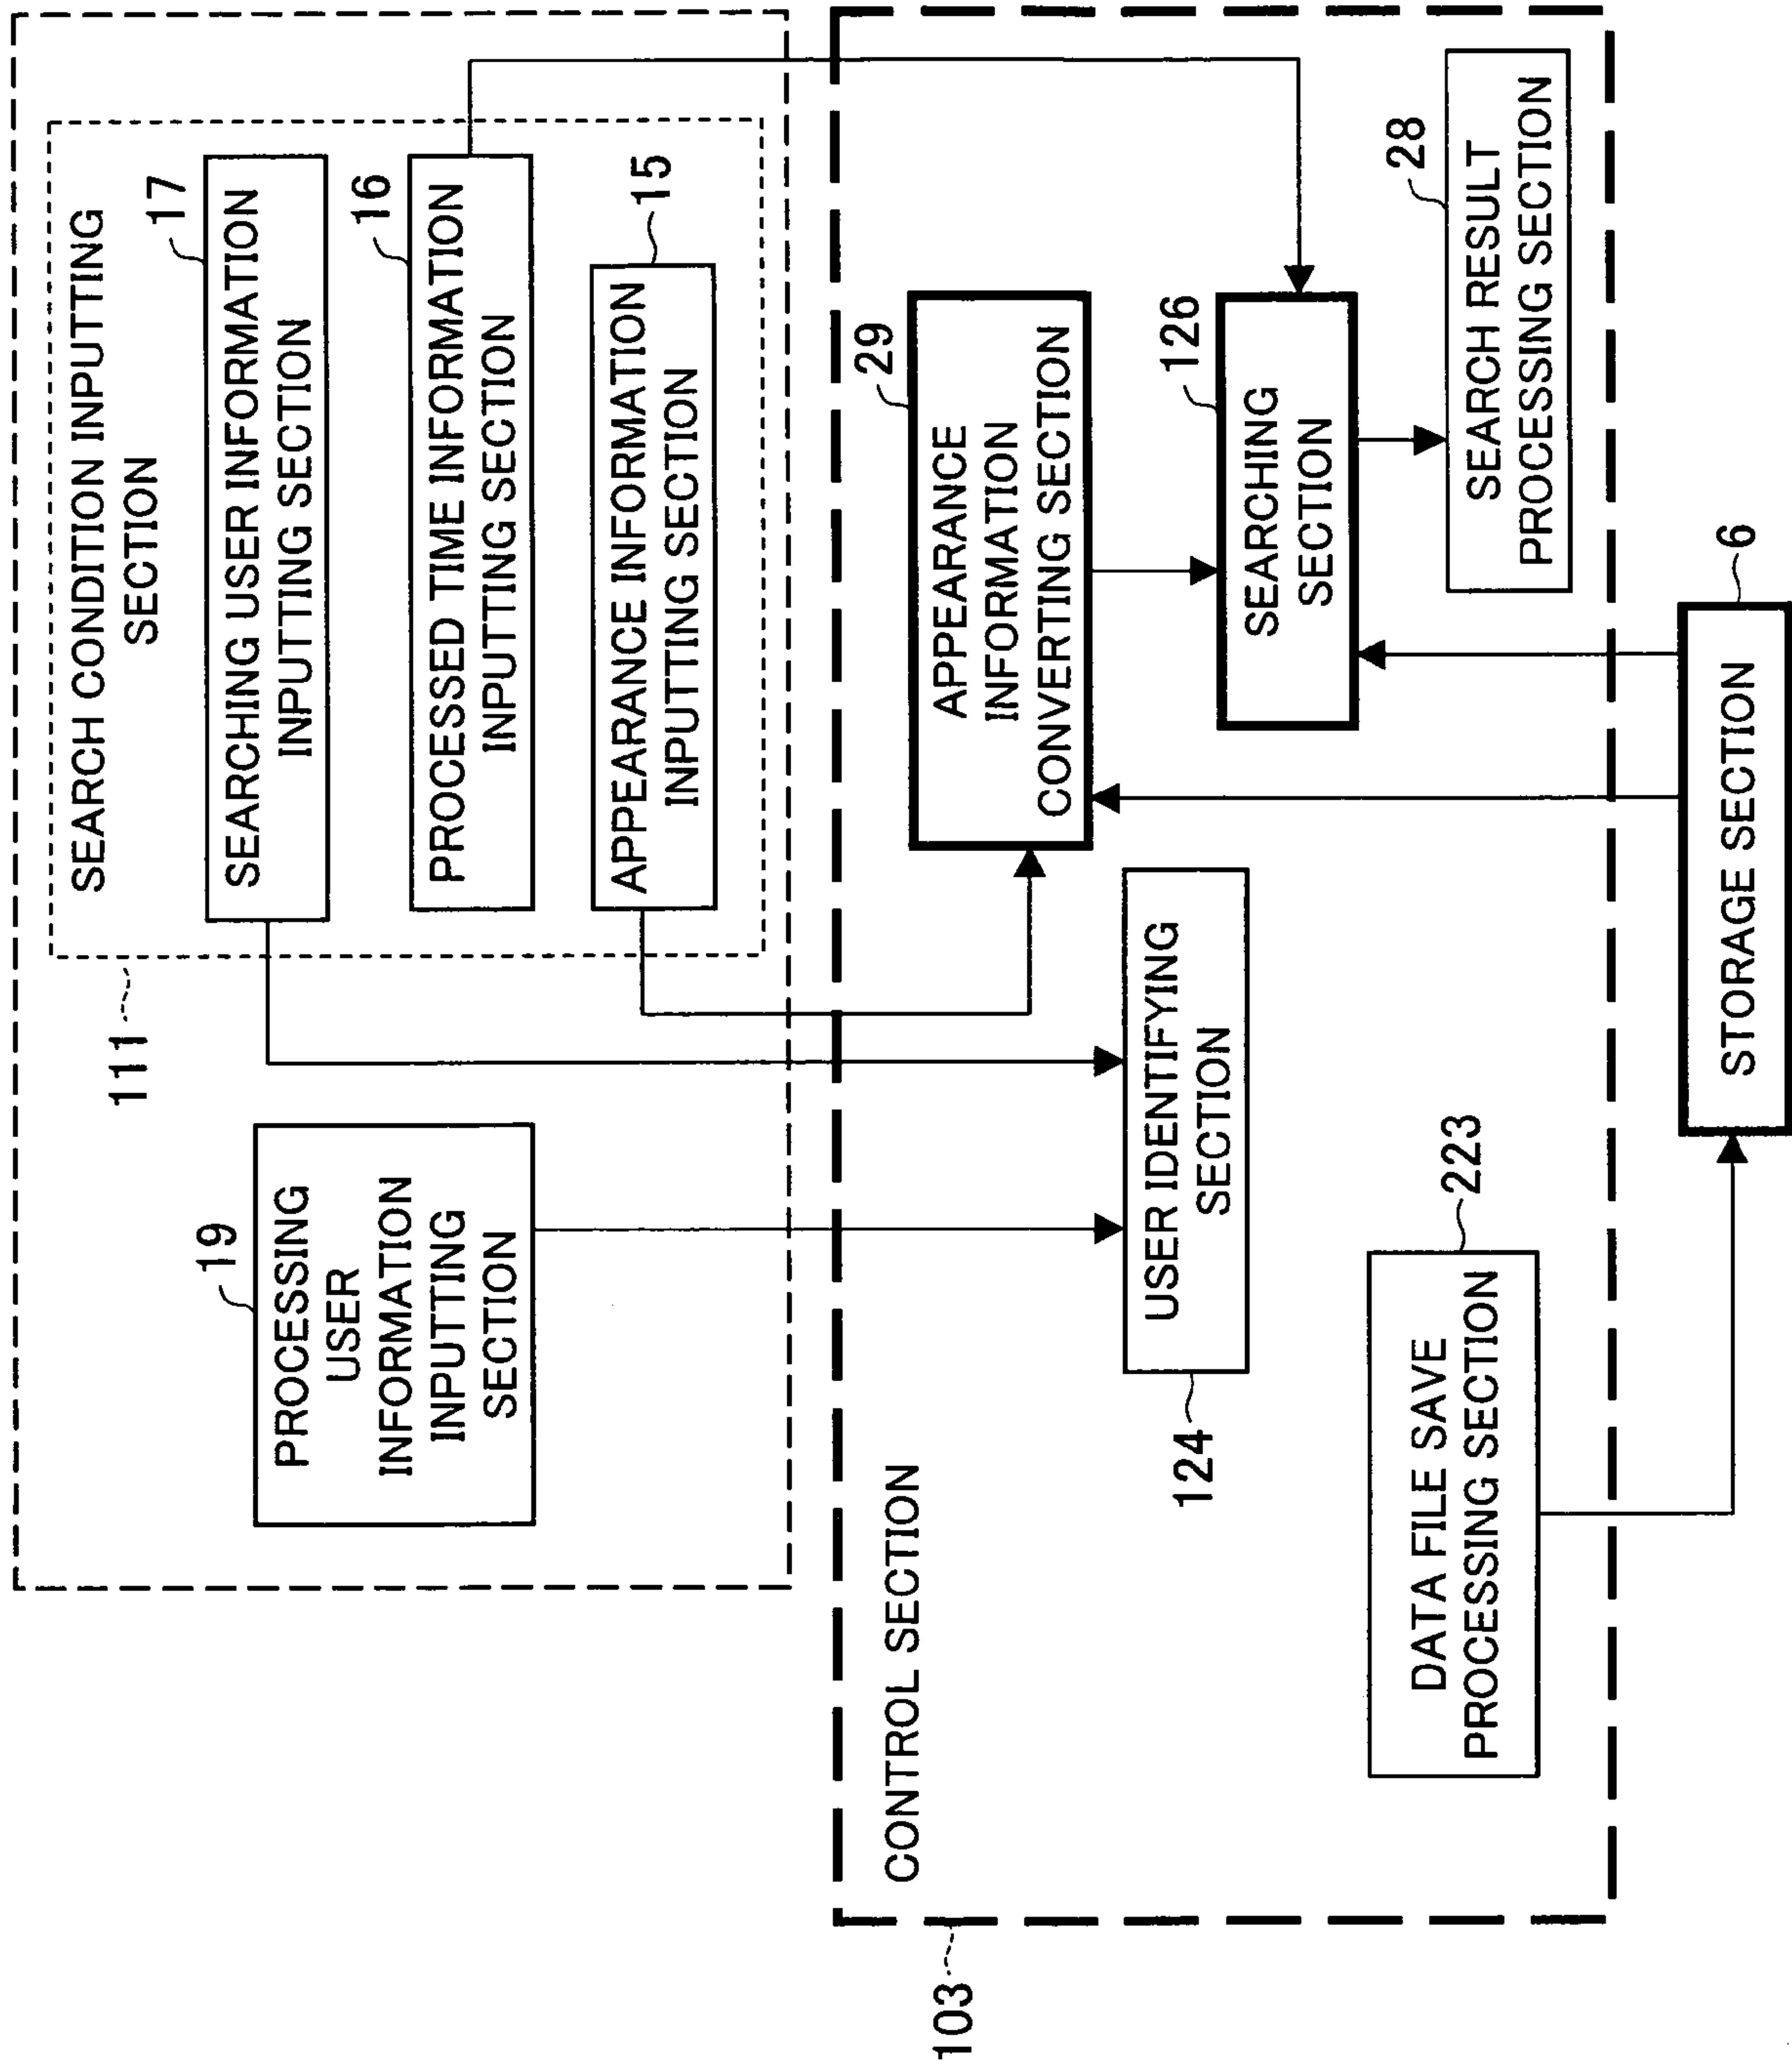 SEARCH CONDITION INPUTTING
SECTION
111
17
SEARCHING USER INFORMATION
INPUTTING SECTION
16
PROCESSED TIME INFORMATION
INPUTTING SECTION
15
APPEARANCE INFORMATION
INPUTTING SECTION
19
PROCESSING
USER
INFORMATION
INPUTTING
SECTION
103
CONTROL SECTION
29
APPEARANCE
INFORMATION
CONVERTING SECTION
124
USER IDENTIFYING
SECTION
126
SEARCHING
SECTION
28
SEARCH RESULT
PROCESSING SECTION
223
DATA FILE SAVE
PROCESSING SECTION
6
STORAGE SECTION